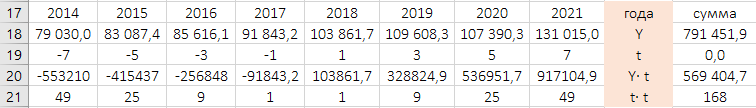 17 2014 2015 2016 2017 2018 2019 2020 2021 года сумма
18 79 030,0 83 087,4 85 616,1 91 843,2 103 861,7 109 608,3 107 390,3 131 015,0 Y 791 451,9
19 -7 -5 -3 -1 1 3 5 7 t 0,0
20 -553210 -415437 -256848 -91843,2 103861,7 328824,9 536951,7 917104,9 Y· t 569 404,7
21 49 25 9 1 1 9 25 49 t· t 168